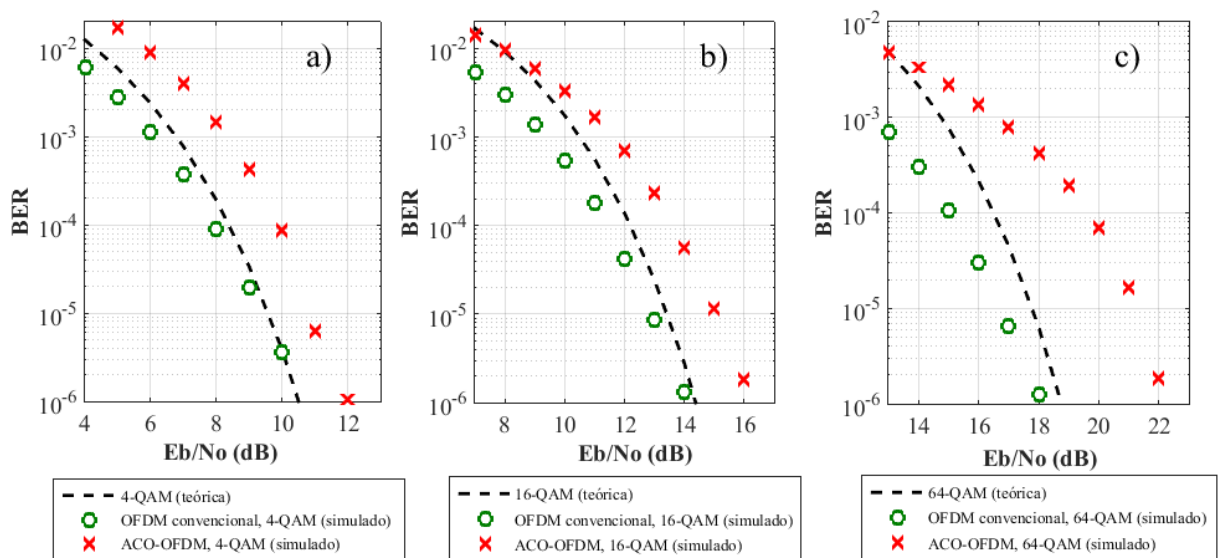 a)
10^-2
10^-3
10^-4
10^-5
10^-6
BER
4 6 8 10 12
Eb/No (dB)
4-QAM (teórica)
OFDM convencional, 4-QAM (simulado)
ACO-OFDM, 4-QAM (simulado)
b)
10^-2
10^-3
10^-4
10^-5
10^-6
BER
8 10 12 14 16
Eb/No (dB)
16-QAM (teórica)
OFDM convencional, 16-QAM (simulado)
ACO-OFDM, 16-QAM (simulado)
c)
10^-2
10^-3
10^-4
10^-5
10^-6
BER
14 16 18 20 22
Eb/No (dB)
64-QAM (teórica)
OFDM convencional, 64-QAM (simulado)
ACO-OFDM, 64-QAM (simulado)